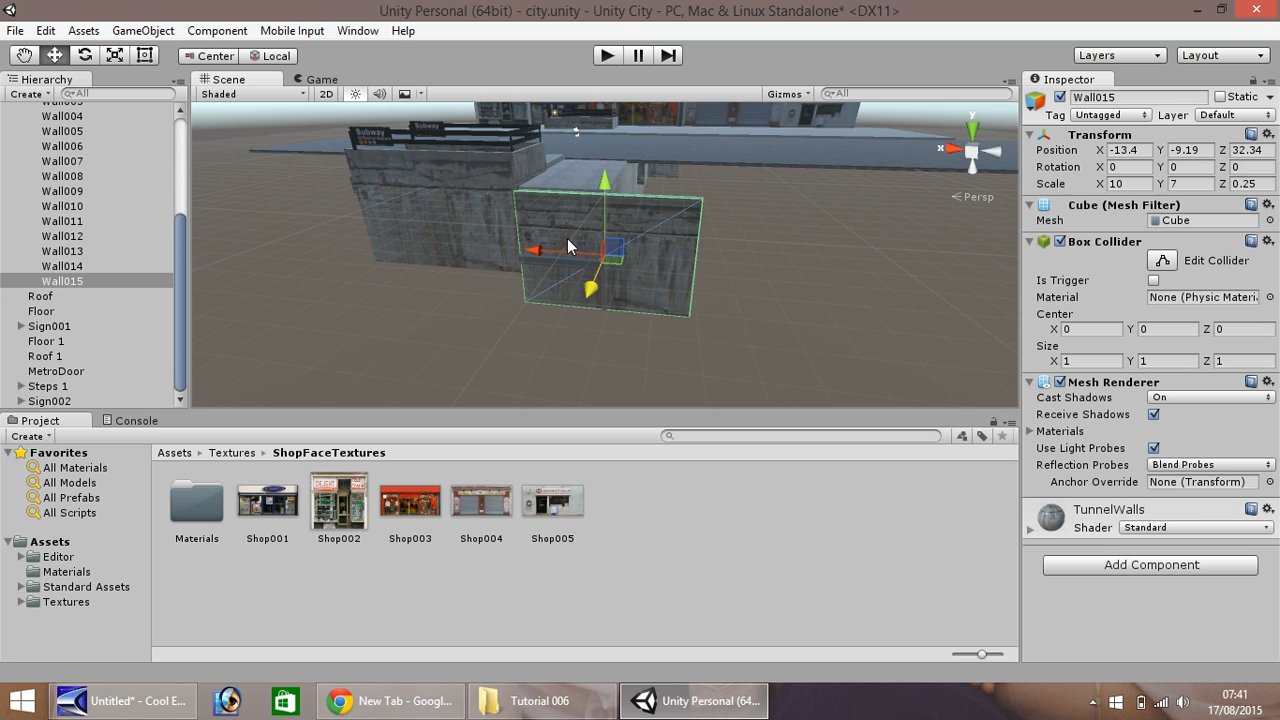 Unity Personal (64bit) - city.unity - Unity City - PC, Mac & Linux Standalone* <DX11>
File Edit Assets GameObject Component Mobile Input Window Help
Center Local Layers Layout
Hierarchy
Create All
Wall003
Wall004
Wall005
Wall006
Wall007
Wall008
Wall009
Wall010
Wall011
Wall012
Wall013
Wall014
Wall015
Roof
Floor
Sign001
Floor 1
Roof 1
MetroDoor
Steps 1
Sign002
Scene Game
Shaded 2D Gizmos All
Subway Subway
y
x
Persp
Inspector
Wall015 Static
Tag Untagged Layer Default
Transform
Position X -13.4 Y -9.19 Z 32.34
Rotation X 0 Y 0 Z 0
Scale X 10 Y 7 Z 0.25
Cube (Mesh Filter)
Mesh Cube
Box Collider
Edit Collider
Is Trigger
Material None (Physic Materi
Center
X 0 Y 0 Z 0
Size
X 1 Y 1 Z 1
Mesh Renderer
Cast Shadows On
Receive Shadows
Materials
Use Light Probes
Reflection Probes Blend Probes
Anchor Override None (Transform)
TunnelWalls
Shader Standard
Add Component
Project Console
Create
Favorites
All Materials
All Models
All Prefabs
All Scripts
Assets
Editor
Materials
Standard Assets
Textures
Assets Textures ShopFaceTextures
Materials Shop001 Shop002 Shop003 Shop004 Shop005
Untitled* - Cool E... New Tab - Googl... Tutorial 006 Unity Personal (64...
07:41
17/08/2015